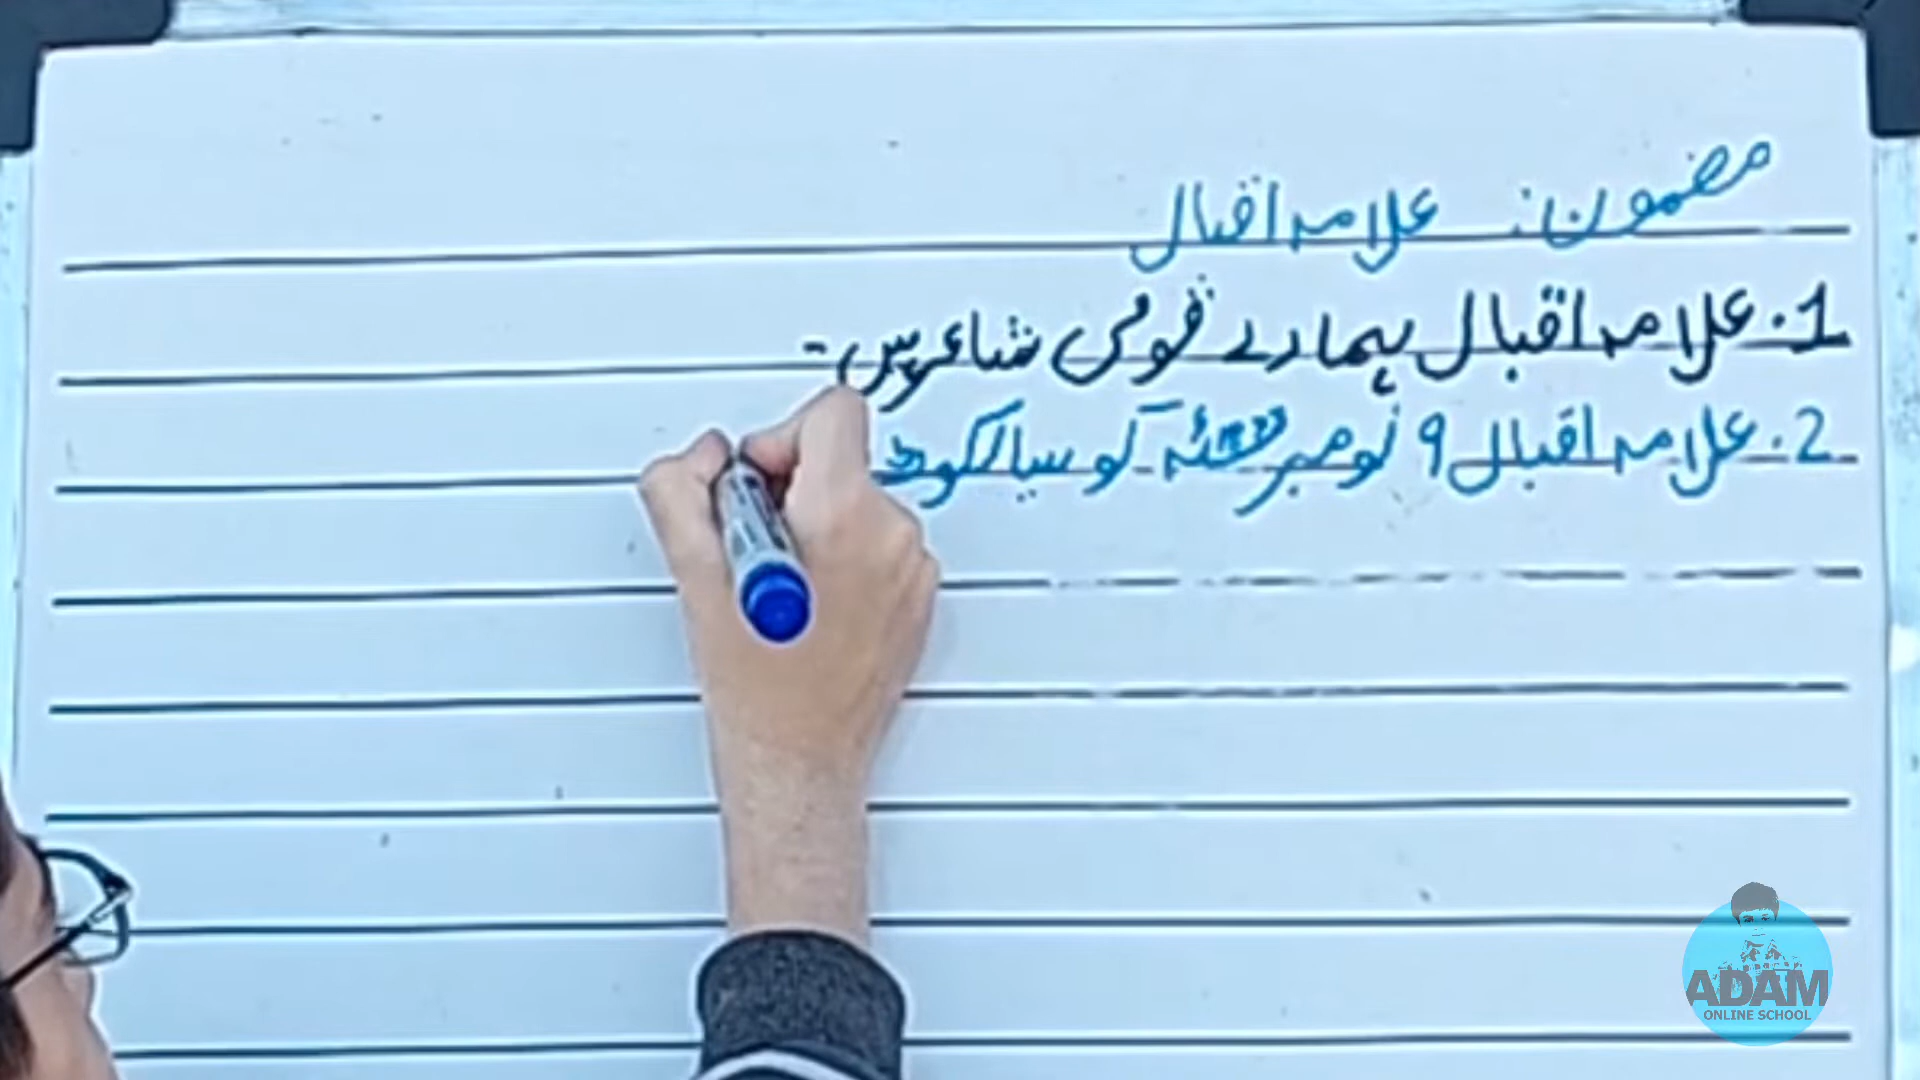 مضمون: علامہ اقبال
1. علامہ اقبال ہمارے قومی شاعر ہیں۔
2. علامہ اقبال 9 نومبر ۱۸۷۷ء کو سیالکوٹ
ADAM
ONLINE SCHOOL